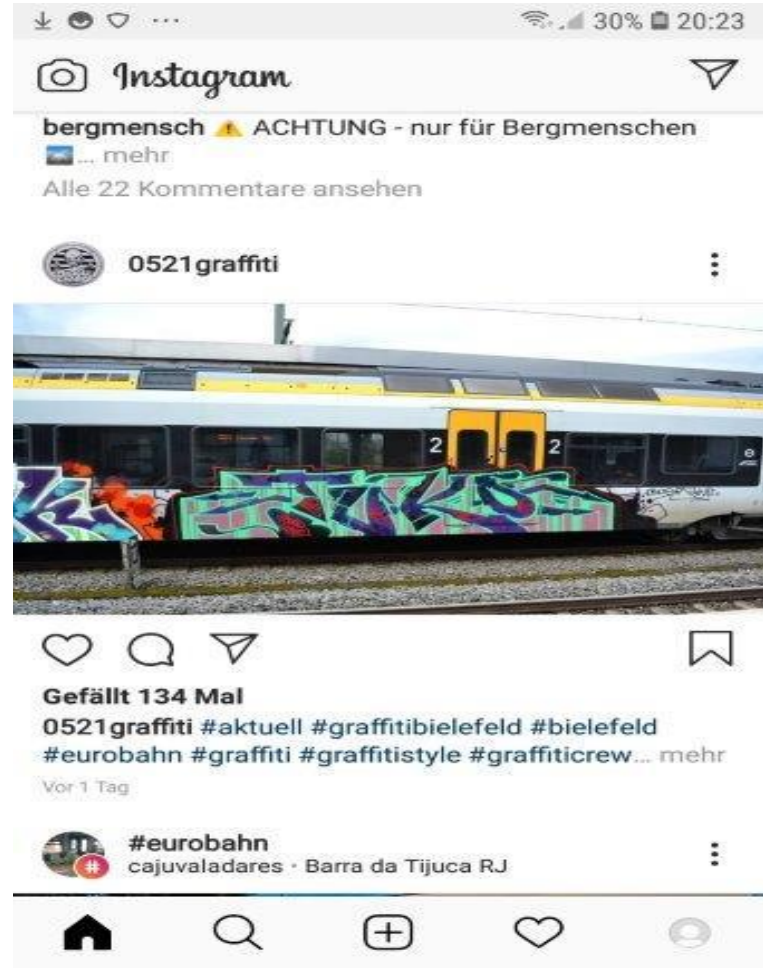 30% 20:23
Instagram
bergmensch ⚠ ACHTUNG - nur für Bergmenschen
... mehr
Alle 22 Kommentare ansehen
0521graffiti
2 2
Gefällt 134 Mal
0521graffiti #aktuell #graffitibielefeld #bielefeld
#eurobahn #graffiti #graffitistyle #graffiticrew... mehr
Vor 1 Tag
#eurobahn
cajuvaladares · Barra da Tijuca RJ